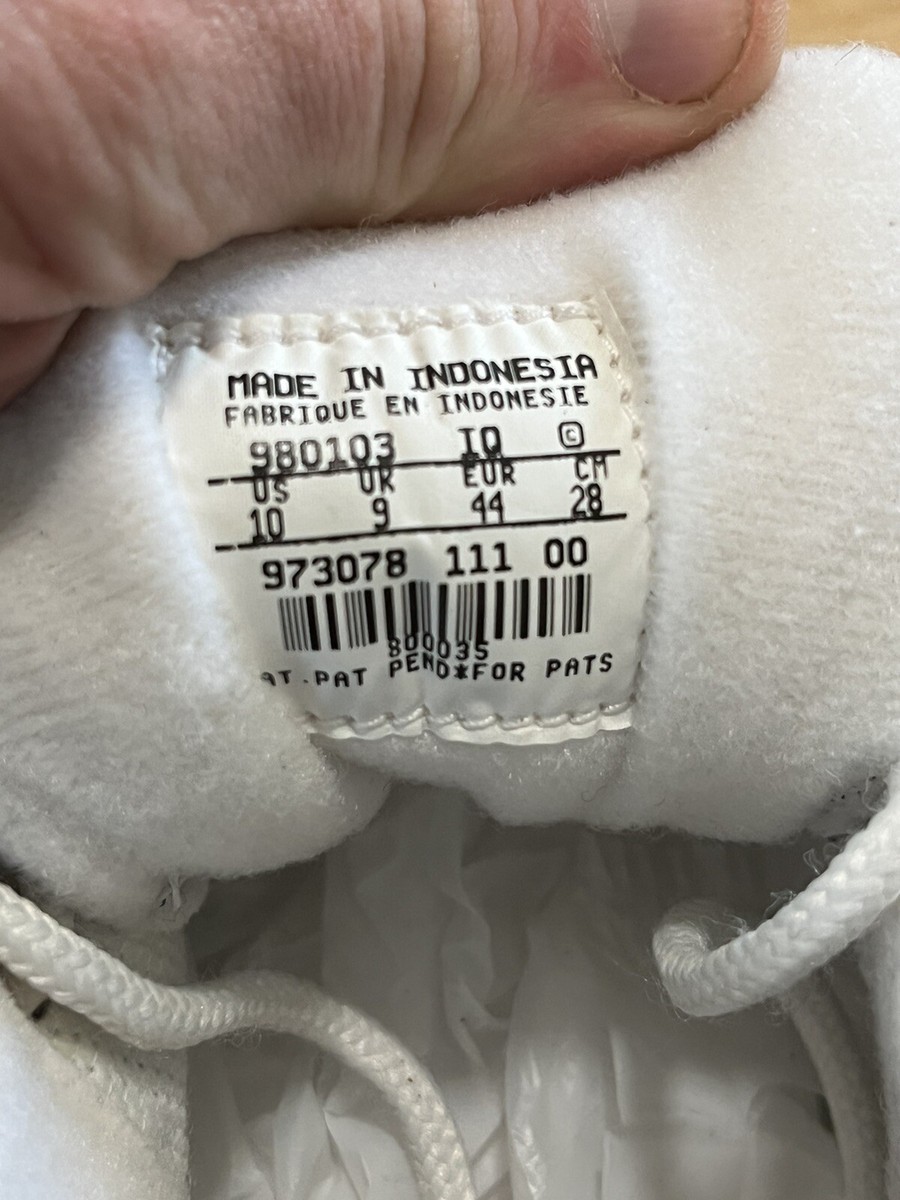 MADE IN INDONESIA
FABRIQUE EN INDONESIE
980103 IQ ©
US UK EUR CM
10 9 44 28
973078 111 00
800035
AT.PAT PEND*FOR PATS